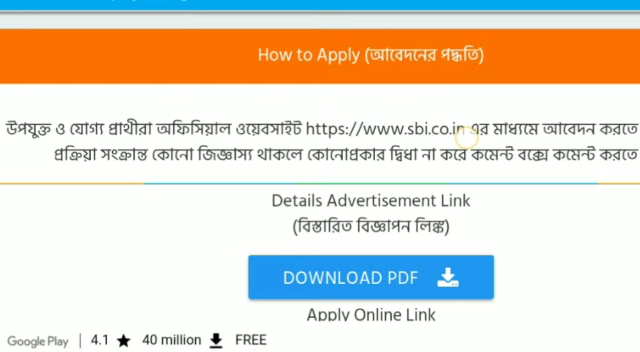 How to Apply (আবেদনের পদ্ধতি)
উপযুক্ত ও যোগ্য প্রার্থীরা অফিসিয়াল ওয়েবসাইট https://www.sbi.co.in এর মাধ্যমে আবেদন করতে
প্রক্রিয়া সংক্রান্ত কোনো জিজ্ঞাস্য থাকলে কোনোপ্রকার দ্বিধা না করে কমেন্ট বক্সে কমেন্ট করতে
Details Advertisement Link
(বিস্তারিত বিজ্ঞাপন লিঙ্ক)
DOWNLOAD PDF
Apply Online Link
Google Play | 4.1 ★ 40 million FREE